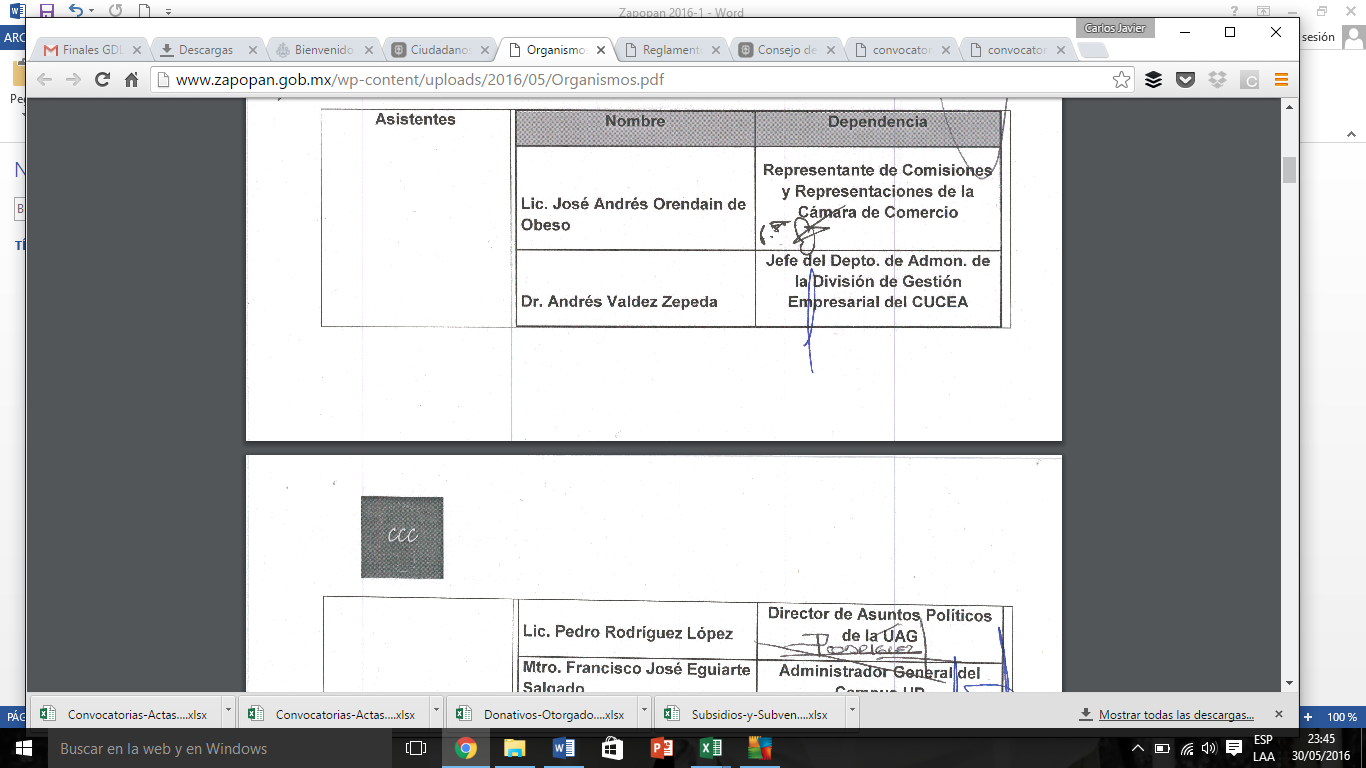 Zapopan 2016-1 - Word
Carlos Javier
ARC
sesión
Finales GDL
Descargas
Bienvenido
Ciudadano
Organismo
Reglament
Consejo de
convocator
convocator
www.zapopan.gob.mx/wp-content/uploads/2016/05/Organismos.pdf
Asistentes
Nombre
Dependencia
Lic. José Andrés Orendain de
Obeso
Representante de Comisiones
y Representaciones de la
Cámara de Comercio
Dr. Andrés Valdez Zepeda
Jefe del Depto. de Admon. de
la División de Gestión
Empresarial del CUCEA
CCC
Lic. Pedro Rodríguez López
Director de Asuntos Políticos
de la UAG
RODRIGUEZ
Mtro. Francisco José Eguiarte
Salgado
Administrador General del
Campus UP
Convocatorias-Actas....xlsx
Convocatorias-Actas....xlsx
Donativos-Otorgado....xlsx
Subsidios-y-Subven....xlsx
Mostrar todas las descargas...
PÁG
100 %
Buscar en la web y en Windows
ESP
LAA
23:45
30/05/2016